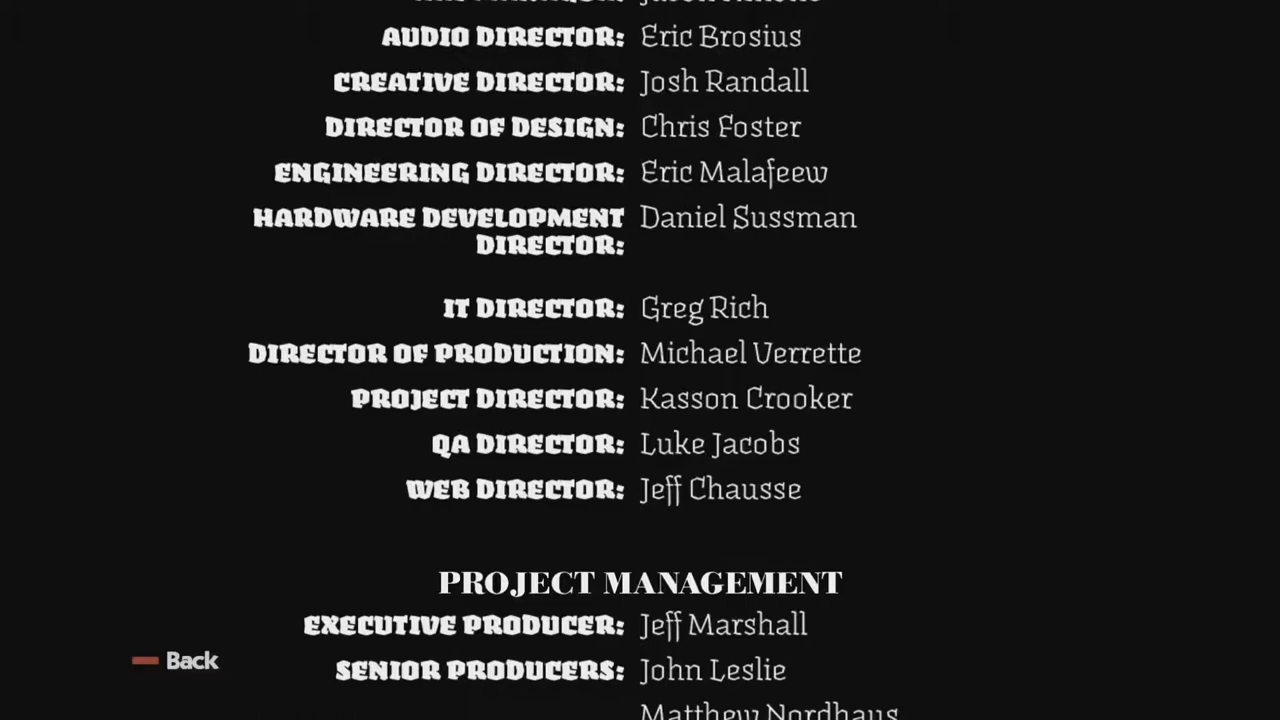 AUDIO DIRECTOR: Eric Brosius
CREATIVE DIRECTOR: Josh Randall
DIRECTOR OF DESIGN: Chris Foster
ENGINEERING DIRECTOR: Eric Malafeew
HARDWARE DEVELOPMENT Daniel Sussman
DIRECTOR:
IT DIRECTOR: Greg Rich
DIRECTOR OF PRODUCTION: Michael Verrette
PROJECT DIRECTOR: Kasson Crooker
QA DIRECTOR: Luke Jacobs
WEB DIRECTOR: Jeff Chausse
PROJECT MANAGEMENT
EXECUTIVE PRODUCER: Jeff Marshall
Back
SENIOR PRODUCERS: John Leslie
Matthew Nordhaus